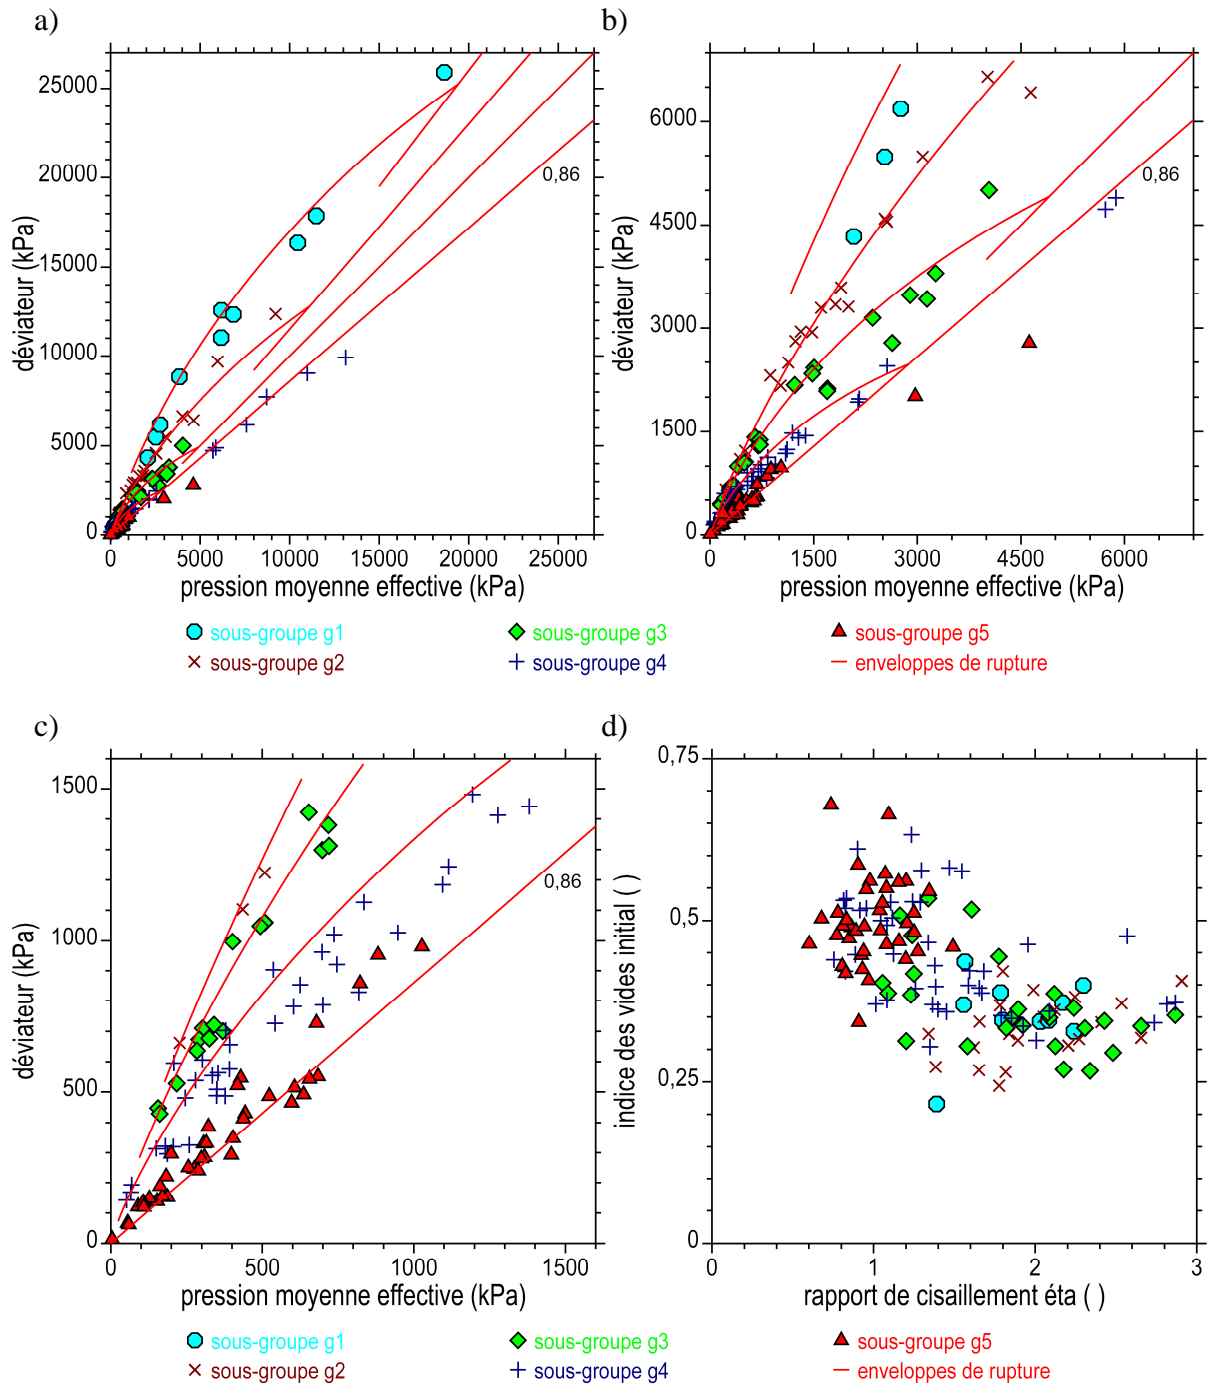 a)
b)
25000
20000
15000
10000
5000
0
déviateur (kPa)
0,86
0
5000
10000
15000
20000
25000
pression moyenne effective (kPa)
6000
4500
3000
1500
0
déviateur (kPa)
0,86
0
1500
3000
4500
6000
pression moyenne effective (kPa)
sous-groupe g1
sous-groupe g3
sous-groupe g5
sous-groupe g2
sous-groupe g4
enveloppes de rupture
c)
d)
1500
1000
500
0
déviateur (kPa)
0,86
0
500
1000
1500
pression moyenne effective (kPa)
0,75
0,5
0,25
0
indice des vides initial ( )
0
1
2
3
rapport de cisaillement éta ( )
sous-groupe g1
sous-groupe g3
sous-groupe g5
sous-groupe g2
sous-groupe g4
enveloppes de rupture